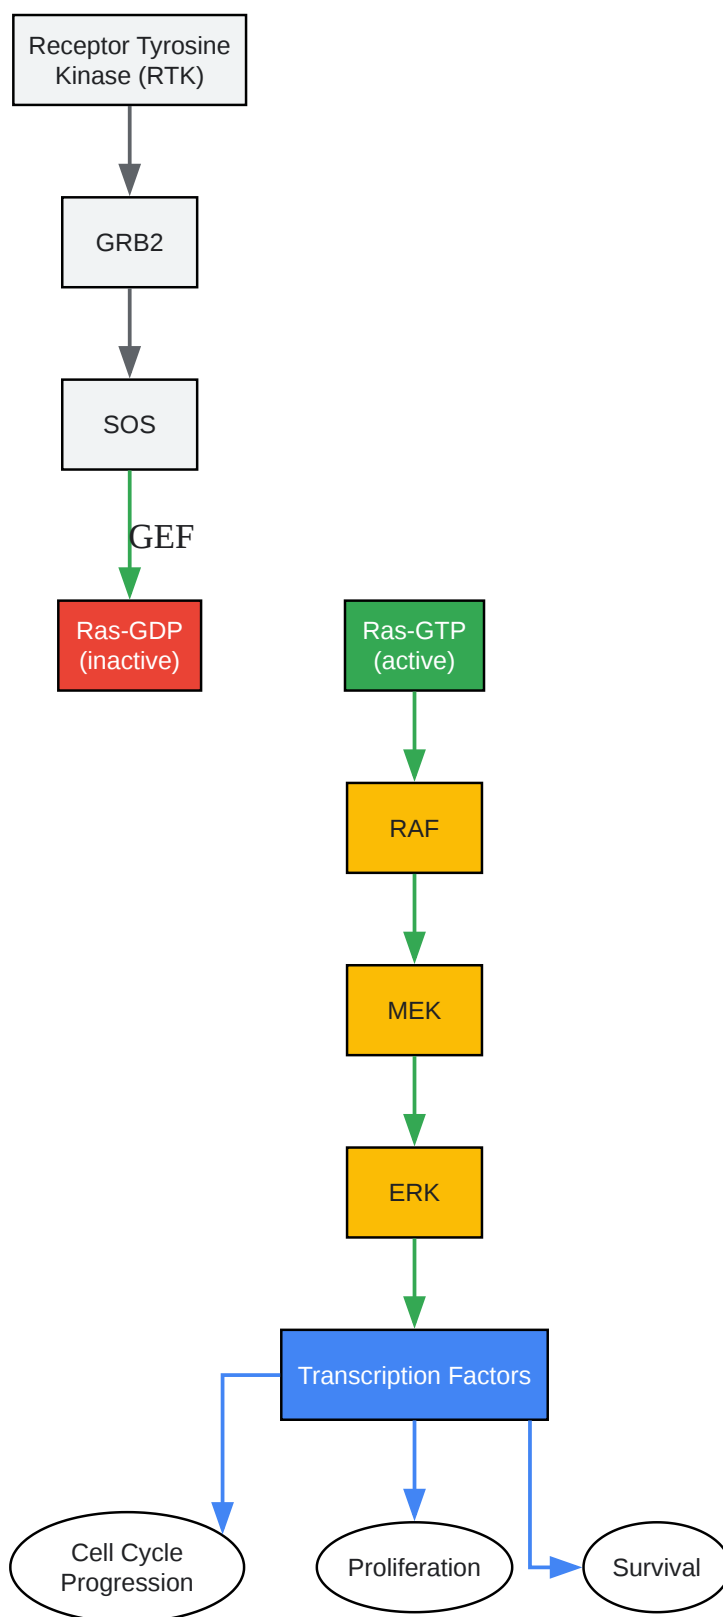 Receptor Tyrosine
Kinase (RTK)
GRB2
SOS
GEF
Ras-GDP
(inactive)
Ras-GTP
(active)
RAF
MEK
ERK
Transcription Factors
Cell Cycle
Progression
Proliferation
Survival